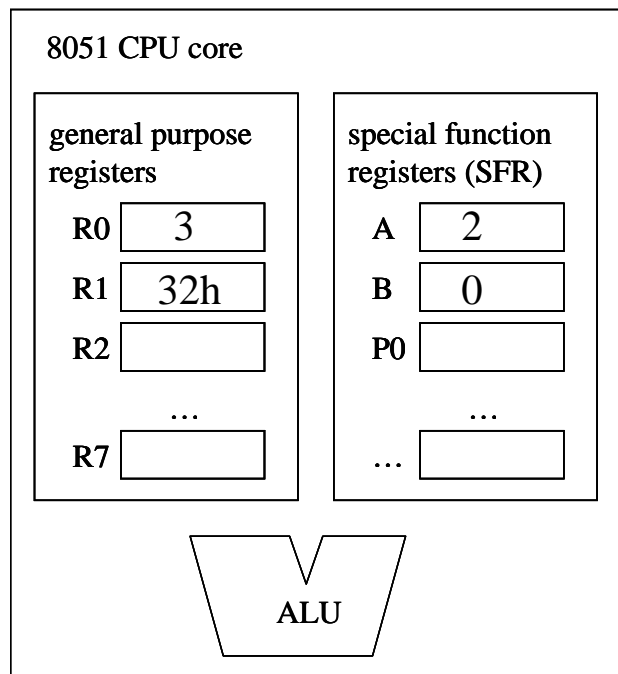 8051 CPU core
general purpose
registers
R0 3
R1 32h
R2
...
R7
special function
registers (SFR)
A 2
B 0
P0
...
...
ALU